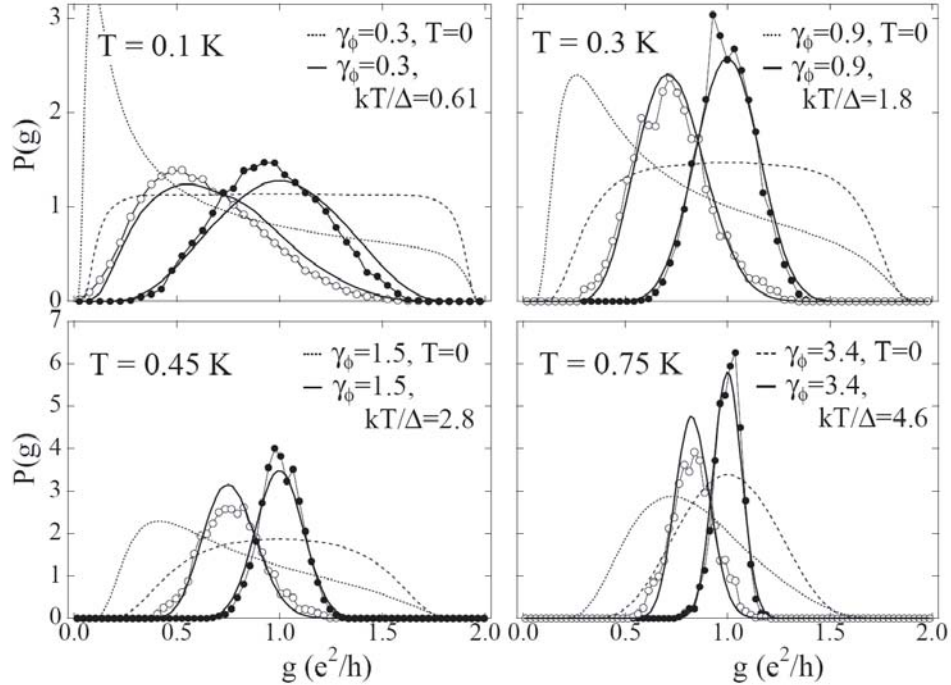 T = 0.1 K
γϕ=0.3, T=0
γϕ=0.3,
kT/Δ=0.61
T = 0.3 K
γϕ=0.9, T=0
γϕ=0.9,
kT/Δ=1.8
P(g)
3
2
1
0
T = 0.45 K
γϕ=1.5, T=0
γϕ=1.5,
kT/Δ=2.8
T = 0.75 K
γϕ=3.4, T=0
γϕ=3.4,
kT/Δ=4.6
P(g)
7
6
5
4
3
2
1
0
0.0 0.5 1.0 1.5 2.0
0.5 1.0 1.5 2.0
g (e²/h)
g (e²/h)